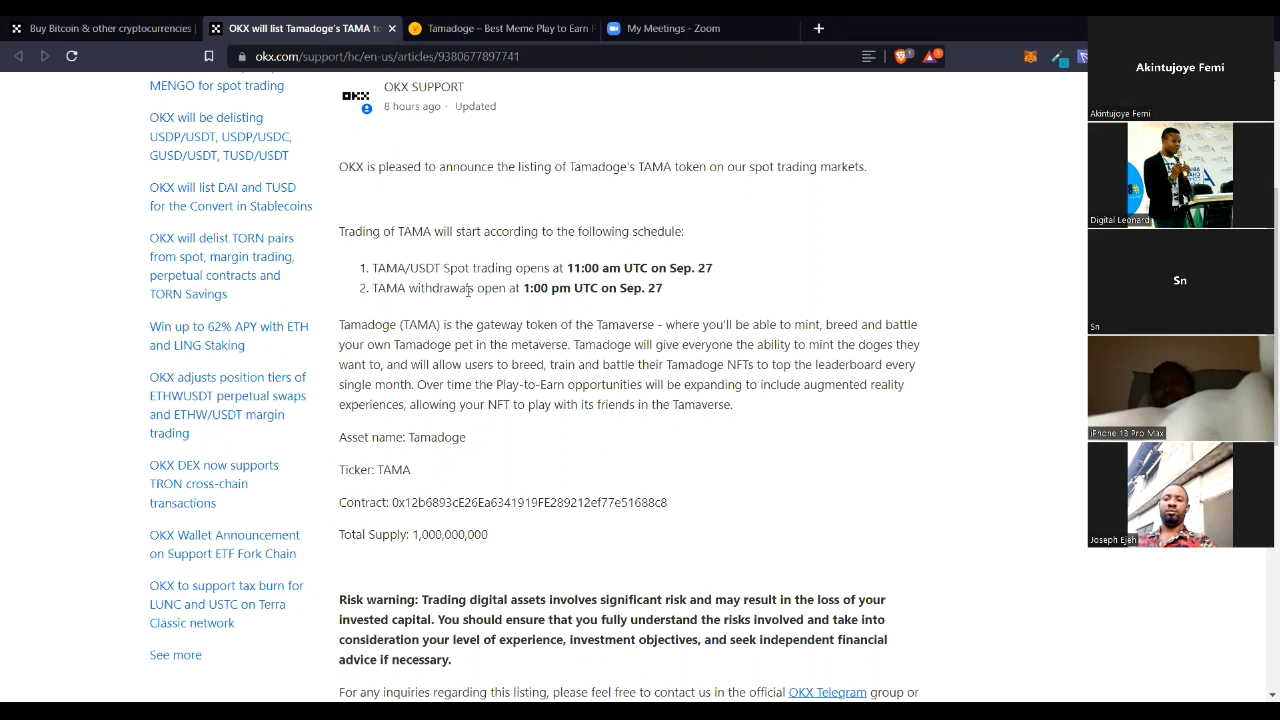 Buy Bitcoin & other cryptocurrencies
OKX will list Tamadoge's TAMA to
Tamadoge – Best Meme Play to Earn
My Meetings - Zoom
okx.com/support/hc/en-us/articles/9380677897741
MENGO for spot trading
OKX will be delisting
USDP/USDT, USDP/USDC,
GUSD/USDT, TUSD/USDT
OKX will list DAI and TUSD
for the Convert in Stablecoins
OKX will delist TORN pairs
from spot, margin trading,
perpetual contracts and
TORN Savings
Win up to 62% APY with ETH
and LING Staking
OKX adjusts position tiers of
ETHWUSDT perpetual swaps
and ETHW/USDT margin
trading
OKX DEX now supports
TRON cross-chain
transactions
OKX Wallet Announcement
on Support ETF Fork Chain
OKX to support tax burn for
LUNC and USTC on Terra
Classic network
See more
OKX
OKX SUPPORT
8 hours ago · Updated
OKX is pleased to announce the listing of Tamadoge's TAMA token on our spot trading markets.
Trading of TAMA will start according to the following schedule:
1. TAMA/USDT Spot trading opens at 11:00 am UTC on Sep. 27
2. TAMA withdrawals open at 1:00 pm UTC on Sep. 27
Tamadoge (TAMA) is the gateway token of the Tamaverse - where you'll be able to mint, breed and battle
your own Tamadoge pet in the metaverse. Tamadoge will give everyone the ability to mint the doges they
want to, and will allow users to breed, train and battle their Tamadoge NFTs to top the leaderboard every
single month. Over time the Play-to-Earn opportunities will be expanding to include augmented reality
experiences, allowing your NFT to play with its friends in the Tamaverse.
Asset name: Tamadoge
Ticker: TAMA
Contract: 0x12b6893cE26Ea6341919FE289212ef77e51688c8
Total Supply: 1,000,000,000
Risk warning: Trading digital assets involves significant risk and may result in the loss of your
invested capital. You should ensure that you fully understand the risks involved and take into
consideration your level of experience, investment objectives, and seek independent financial
advice if necessary.
For any inquiries regarding this listing, please feel free to contact us in the official OKX Telegram group or
Akintujoye Femi
Akintujoye Femi
Digital Leonard
Sn
Sn
iPhone 13 Pro Max
Joseph Ejeh